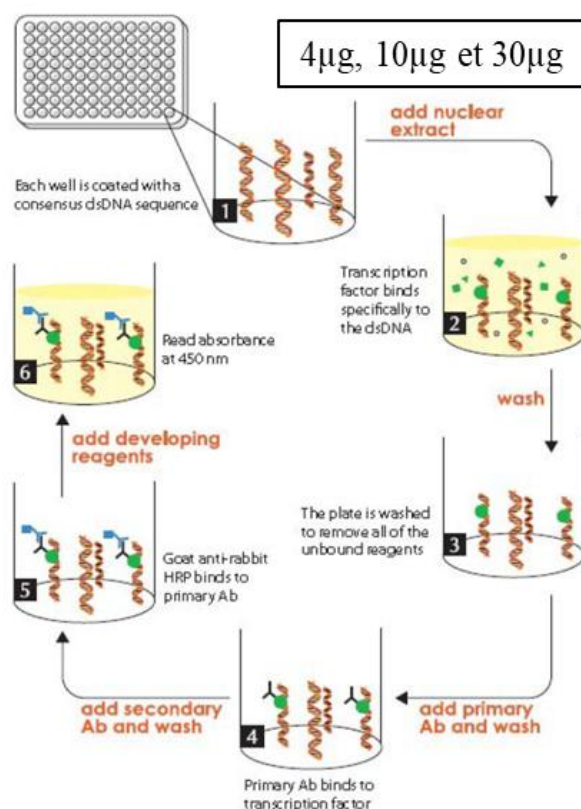 4µg, 10µg et 30µg
add nuclear
extract
Each well is coated with a
consensus dsDNA sequence
1
Transcription
factor binds
specifically to
the dsDNA
2
wash
The plate is washed
to remove all of the
unbound reagents
3
add primary
Ab and wash
4
Primary Ab binds to
transcription factor
add secondary
Ab and wash
5
Goat anti-rabbit
HRP binds to
primary Ab
add developing
reagents
6
Read absorbance
at 450 nm